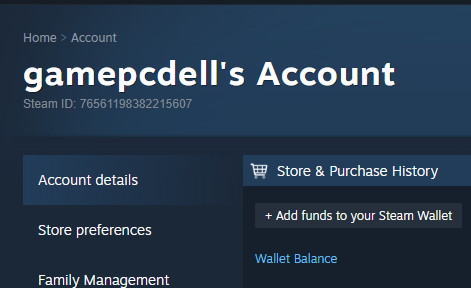 Home > Account
gamepcdell's Account
Steam ID: 76561198382215607
Account details
Store & Purchase History
Store preferences
+ Add funds to your Steam Wallet
Wallet Balance
Family Management